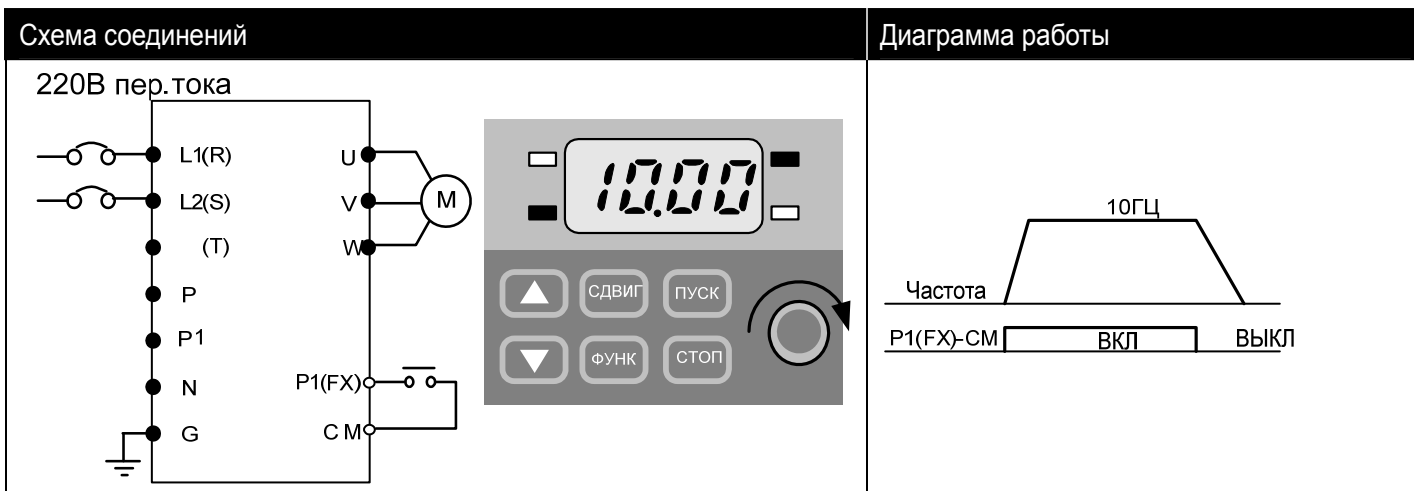 Схема соединений
Диаграмма работы
220В пер.тока
L1(R)
U
L2(S)
V
M
(T)
W
P
P1
N
P1(FX)
G
CM
10.00
СДВИГ
ПУСК
ФУНК
СТОП
10ГЦ
Частота
P1(FX)-CM
ВКЛ
ВЫКЛ